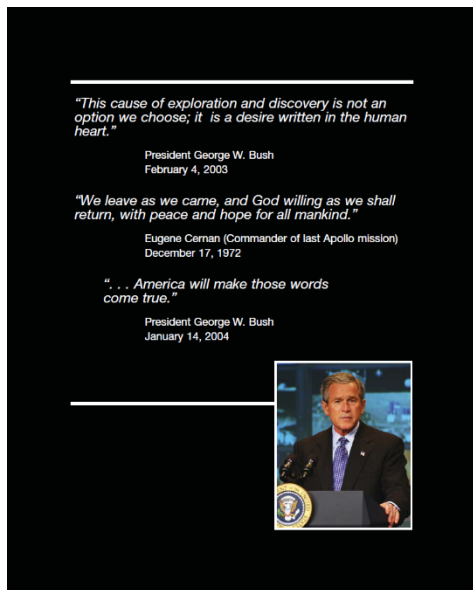 “This cause of exploration and discovery is not an
option we choose; it  is a desire written in the human
heart.”
President George W. Bush
February 4, 2003
“We leave as we came, and God willing as we shall
return, with peace and hope for all mankind.”
Eugene Cernan (Commander of last Apollo mission)
December 17, 1972
“. . . America will make those words
come true.”
President George W. Bush
January 14, 2004